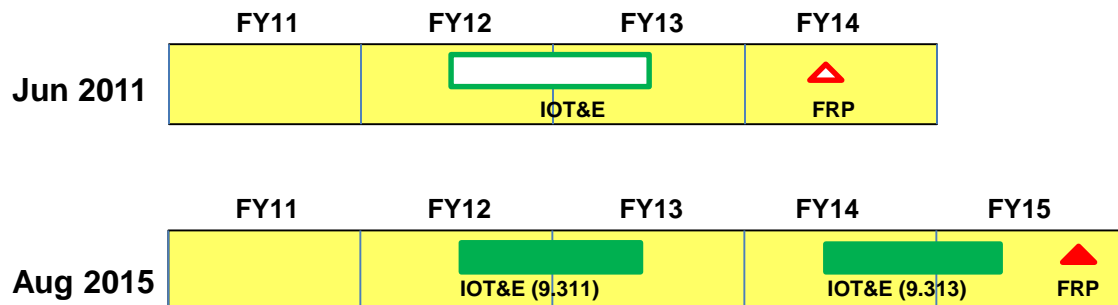 FY11 FY12 FY13 FY14
Jun 2011
IOT&E FRP
FY11 FY12 FY13 FY14 FY15
Aug 2015
IOT&E (9.311) IOT&E (9.313) FRP